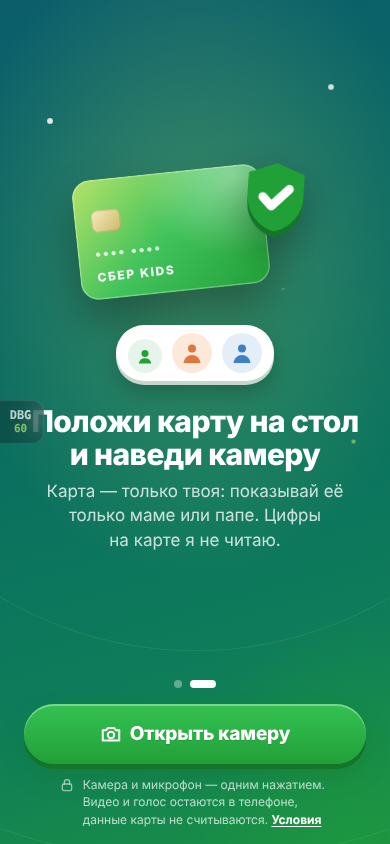 СБЕР KIDS
DBG
60
Положи карту на стол
и наведи камеру
Карта — только твоя: показывай её
только маме или папе. Цифры
на карте я не читаю.
Открыть камеру
Камера и микрофон — одним нажатием.
Видео и голос остаются в телефоне,
данные карты не считываются. Условия